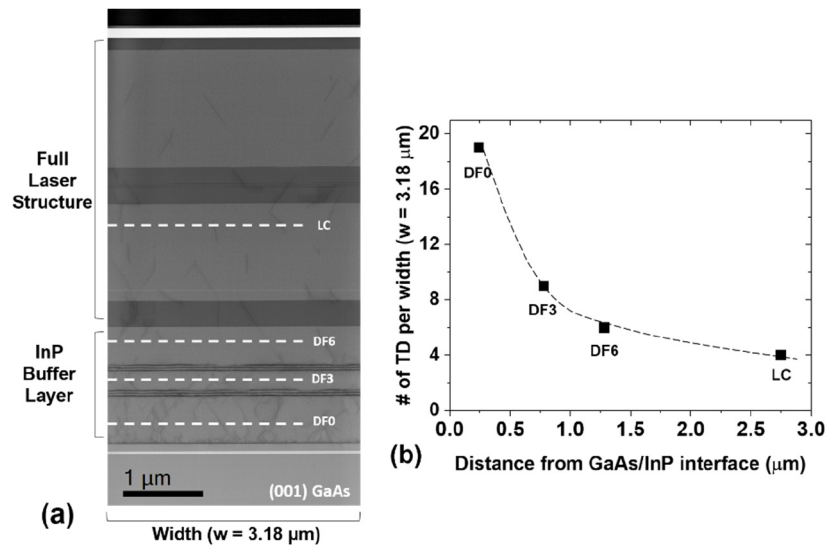 Full
Laser
Structure
LC
InP
Buffer
Layer
DF6
DF3
DF0
1 μm
(001) GaAs
(a)
Width (w = 3.18 μm)
# of TD per width (w = 3.18 μm)
20
16
12
8
4
0
DF0
DF3
DF6
LC
0.0 0.5 1.0 1.5 2.0 2.5 3.0
(b)
Distance from GaAs/InP interface (μm)